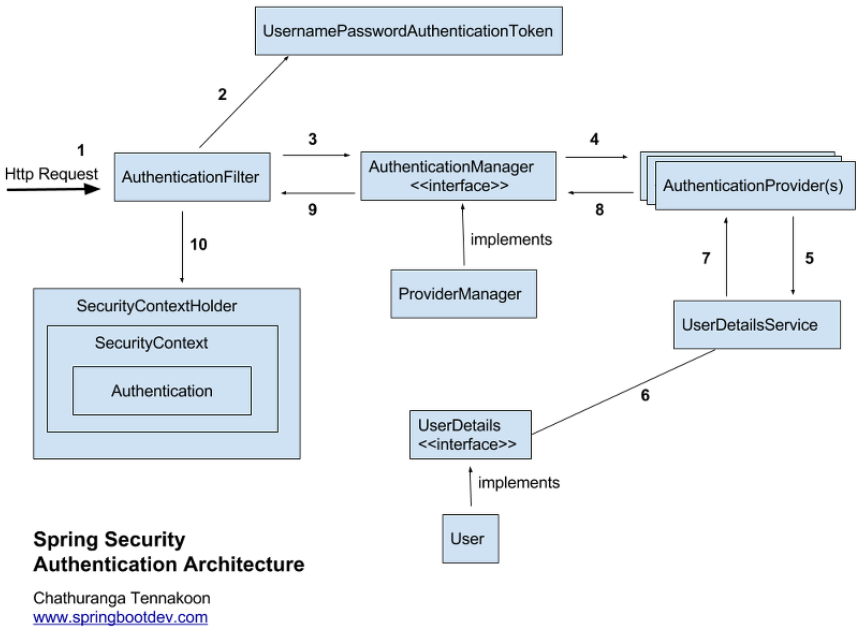 UsernamePasswordAuthenticationToken
2
1
3
4
Http Request
AuthenticationFilter
AuthenticationManager
<<interface>>
AuthenticationProvider(s)
9
8
10
implements
7
5
SecurityContextHolder
ProviderManager
SecurityContext
UserDetailsService
Authentication
6
UserDetails
<<interface>>
implements
User
Spring Security
Authentication Architecture
Chathuranga Tennakoon
www.springbootdev.com